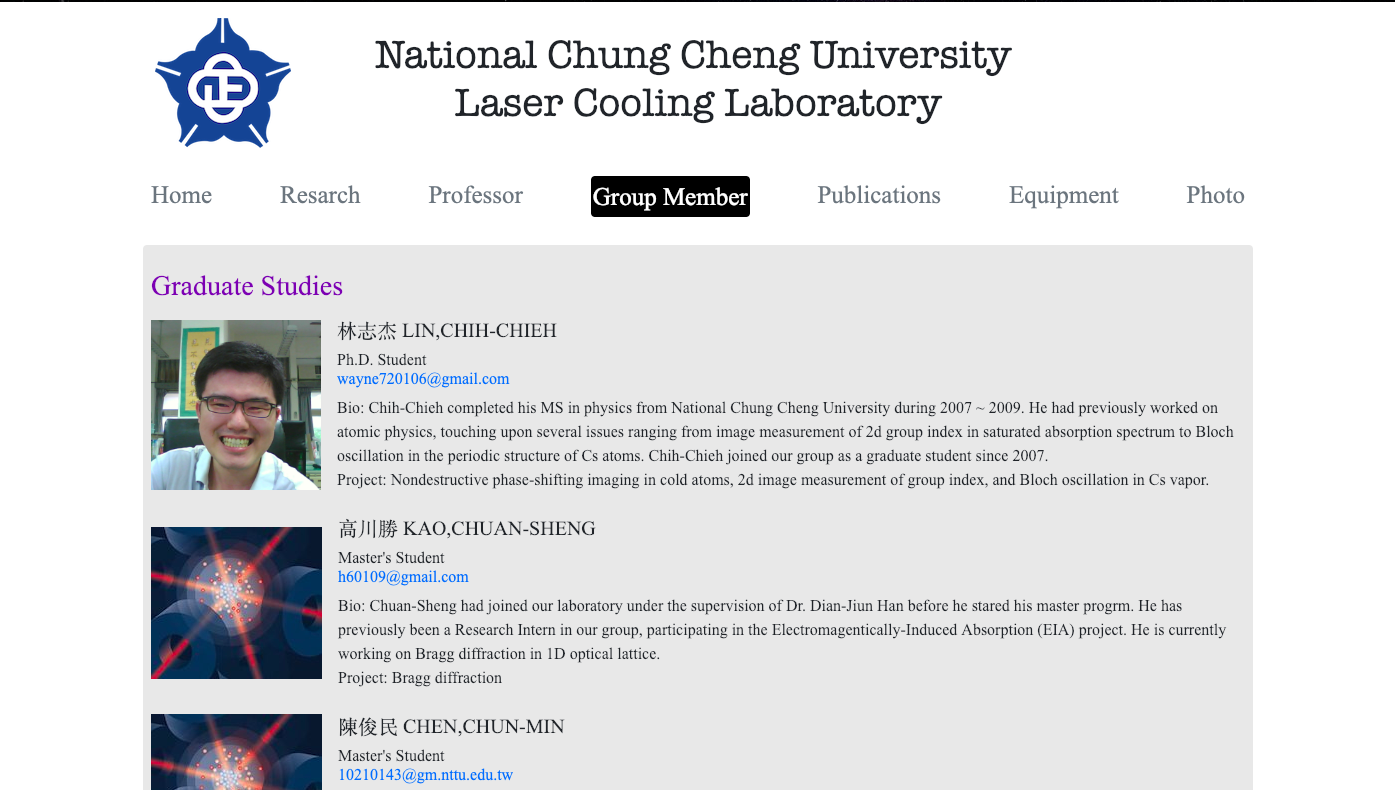 National Chung Cheng University
Laser Cooling Laboratory
Home
Resarch
Professor
Group Member
Publications
Equipment
Photo
Graduate Studies
林志杰 LIN,CHIH-CHIEH
Ph.D. Student
wayne720106@gmail.com
Bio: Chih-Chieh completed his MS in physics from National Chung Cheng University during 2007 ~ 2009. He had previously worked on
atomic physics, touching upon several issues ranging from image measurement of 2d group index in saturated absorption spectrum to Bloch
oscillation in the periodic structure of Cs atoms. Chih-Chieh joined our group as a graduate student since 2007.
Project: Nondestructive phase-shifting imaging in cold atoms, 2d image measurement of group index, and Bloch oscillation in Cs vapor.
高川勝 KAO,CHUAN-SHENG
Master's Student
h60109@gmail.com
Bio: Chuan-Sheng had joined our laboratory under the supervision of Dr. Dian-Jiun Han before he stared his master progrm. He has
previously been a Research Intern in our group, participating in the Electromagentically-Induced Absorption (EIA) project. He is currently
working on Bragg diffraction in 1D optical lattice.
Project: Bragg diffraction
陳俊民 CHEN,CHUN-MIN
Master's Student
10210143@gm.nttu.edu.tw